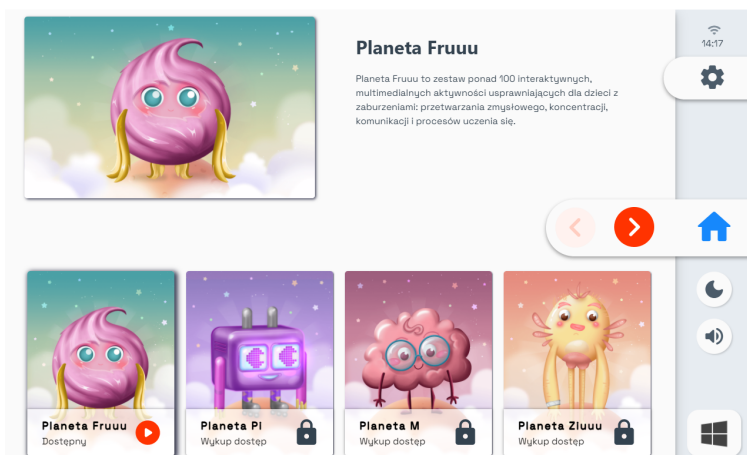 Planeta Fruuu
14:17
Planeta Fruuu to zestaw ponad 100 interaktywnych,
multimedialnych aktywności usprawniających dla dzieci z
zaburzeniami: przetwarzania zmysłowego, koncentracji,
komunikacji i procesów uczenia się.
Planeta Fruuu
Dostępny
Planeta PI
Wykup dostęp
Planeta M
Wykup dostęp
Planeta Ziuuu
Wykup dostęp